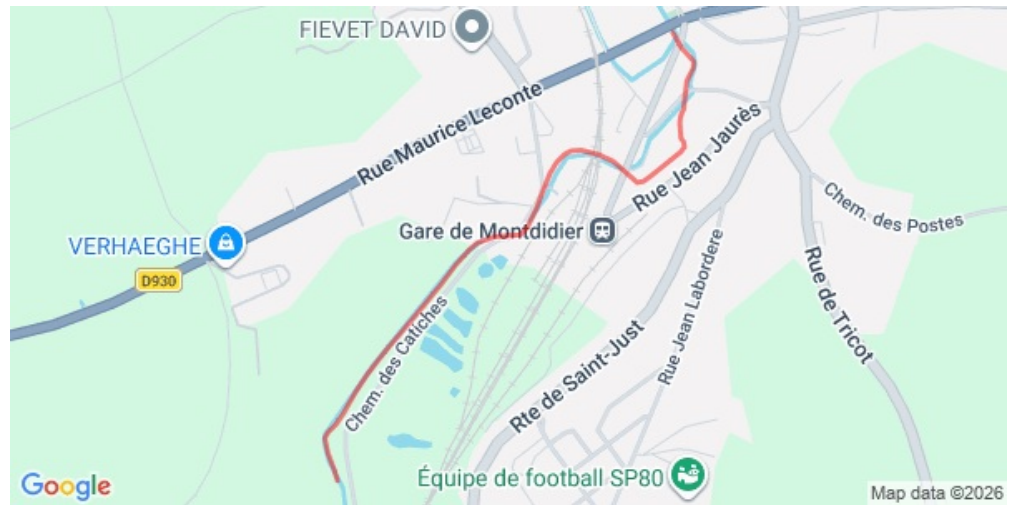 FIEVET DAVID
Rue Maurice Leconte
Rue Jean Jaurès
Chem. des Postes
Gare de Montdidier
VERHAEGHE
D930
Rue Jean Labordere
Rue de Tricot
Chem. des Catiches
Rte de Saint-Just
Équipe de football SP80
Google
Map data ©2026